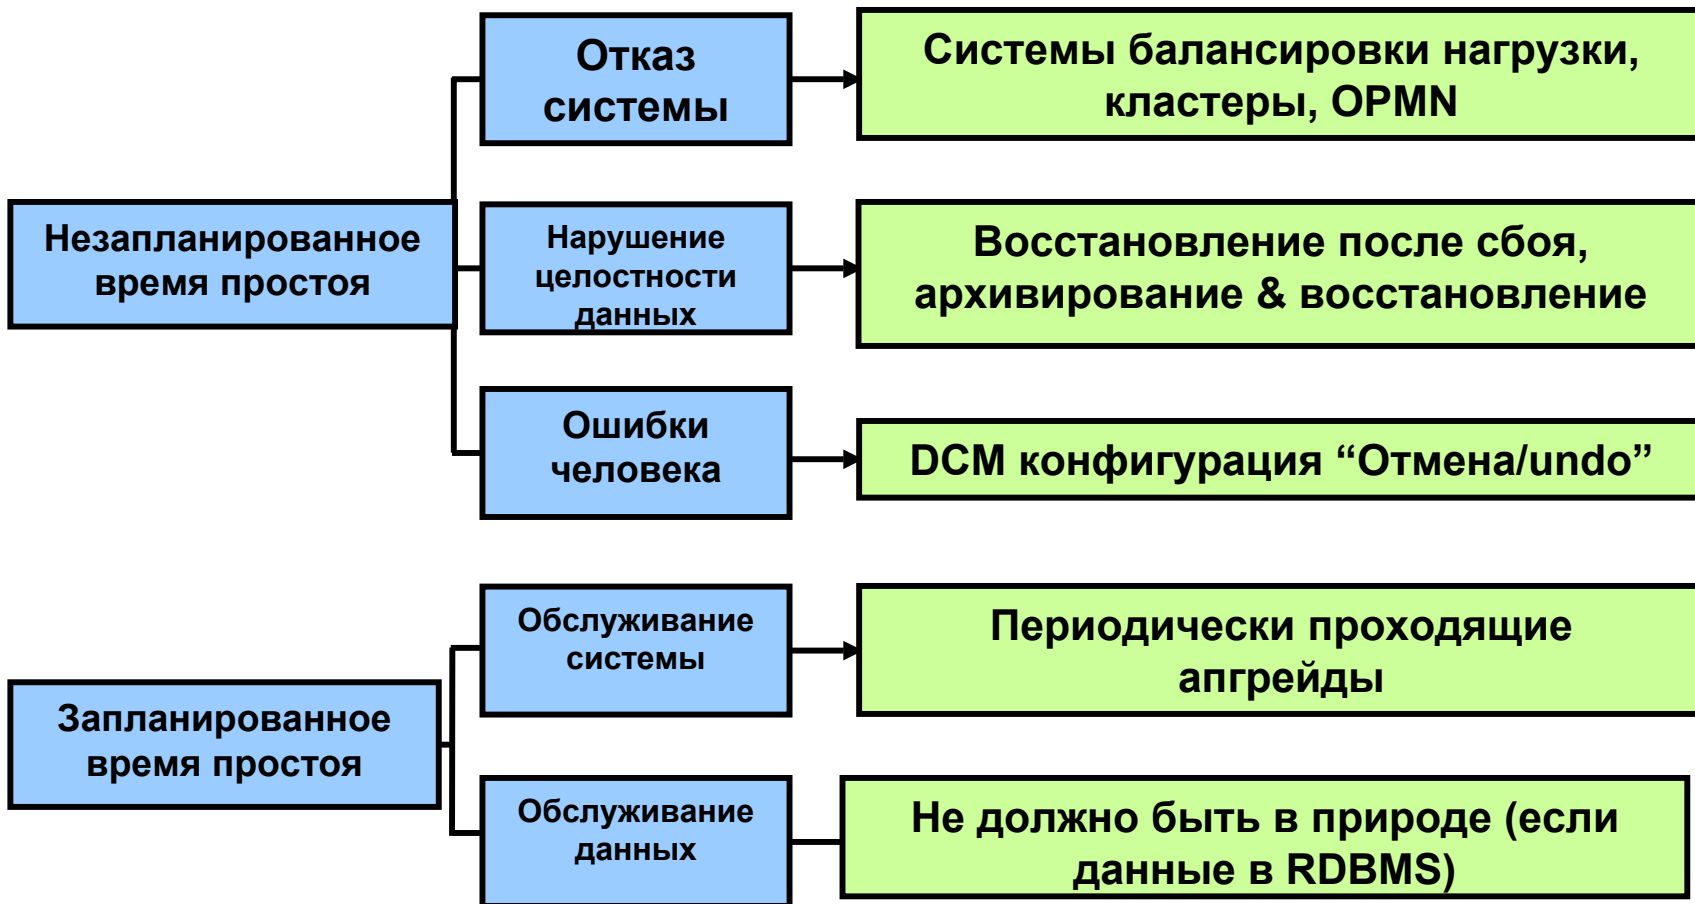 Отказ
системы
Системы балансировки нагрузки,
кластеры, OPMN
Незапланированное
время простоя
Нарушение
целостности
данных
Восстановление после сбоя,
архивирование & восстановление
Ошибки
человека
DCM конфигурация “Отмена/undo”
Запланированное
время простоя
Обслуживание
системы
Периодически проходящие
апгрейды
Обслуживание
данных
Не должно быть в природе (если
данные в RDBMS)